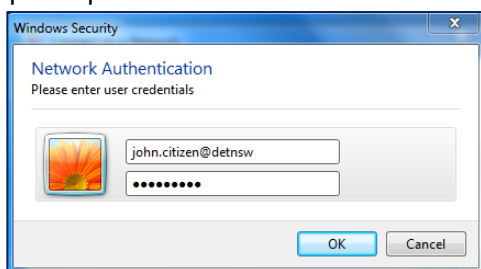 Windows Security
X
Network Authentication
Please enter user credentials
john.citizen@detnsw
●●●●●●●●●
OK Cancel